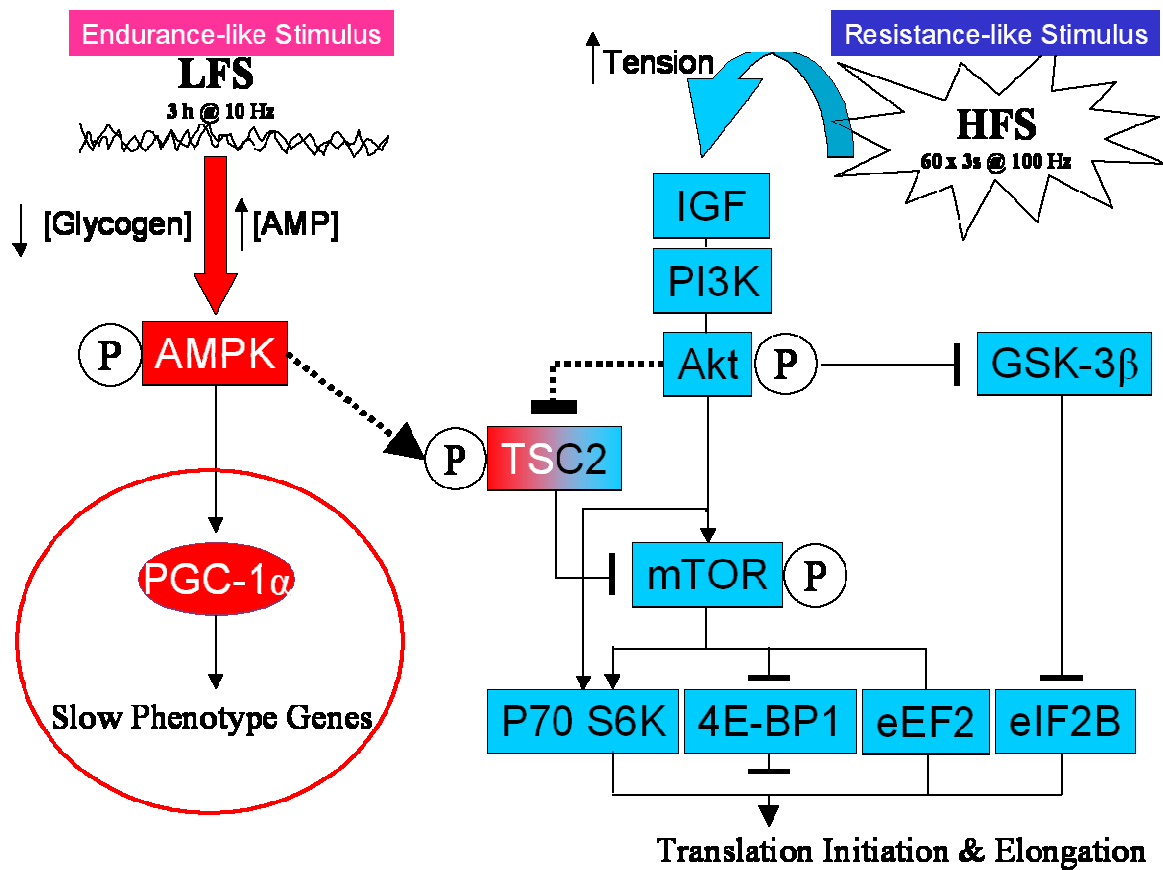 Endurance-like Stimulus
LFS
3 h @ 10 Hz
[Glycogen]
[AMP]
P
AMPK
PGC-1α
Slow Phenotype Genes
Resistance-like Stimulus
Tension
HFS
60 x 3s @ 100 Hz
IGF
PI3K
Akt
P
GSK-3β
P
TSC2
mTOR
P
P70 S6K
4E-BP1
eEF2
eIF2B
Translation Initiation & Elongation